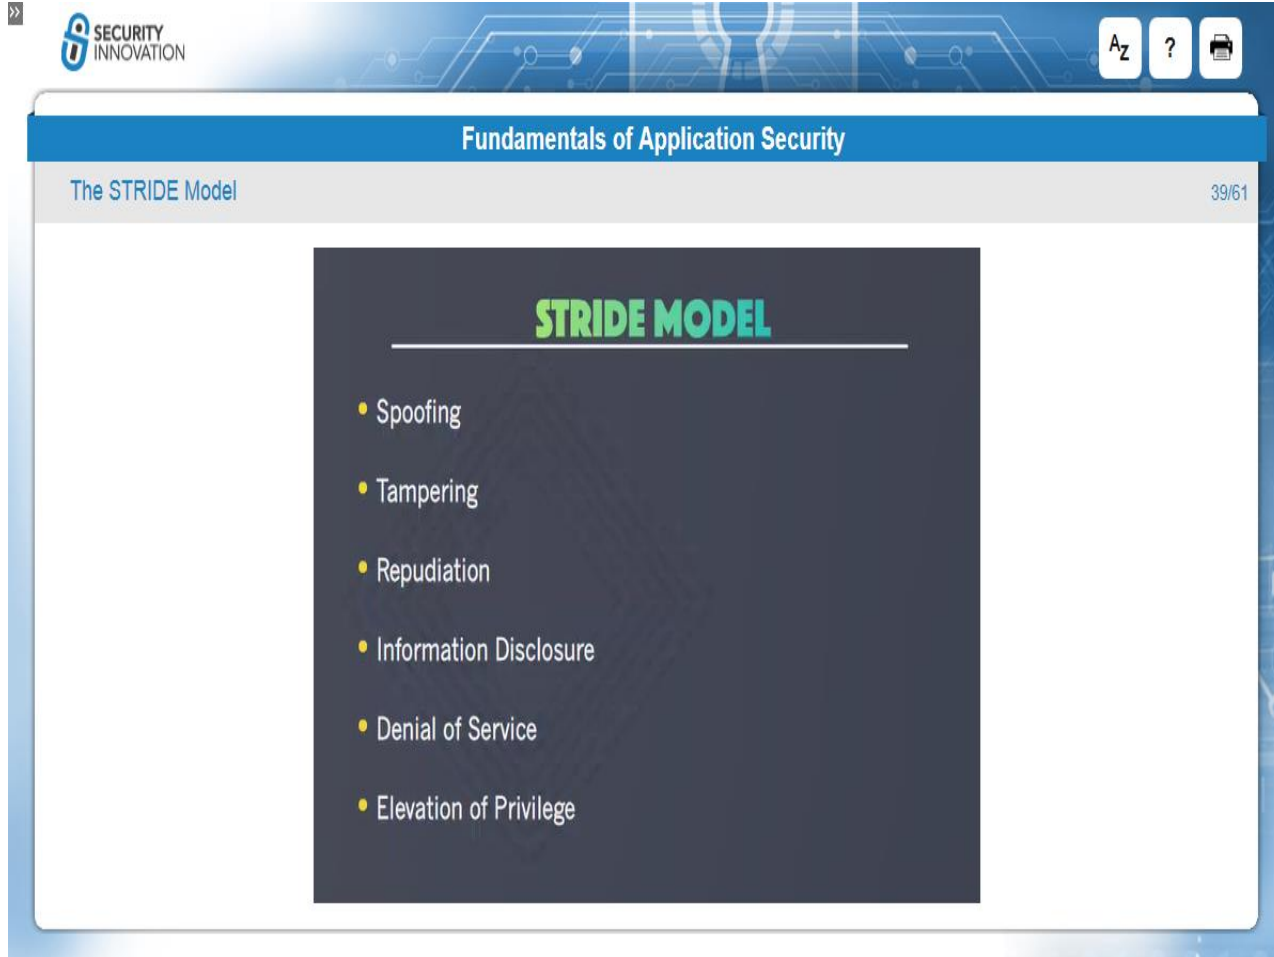 »
SECURITY
INNOVATION
AZ
?
Fundamentals of Application Security
The STRIDE Model
39/61
STRIDE MODEL
• Spoofing
• Tampering
• Repudiation
• Information Disclosure
• Denial of Service
• Elevation of Privilege